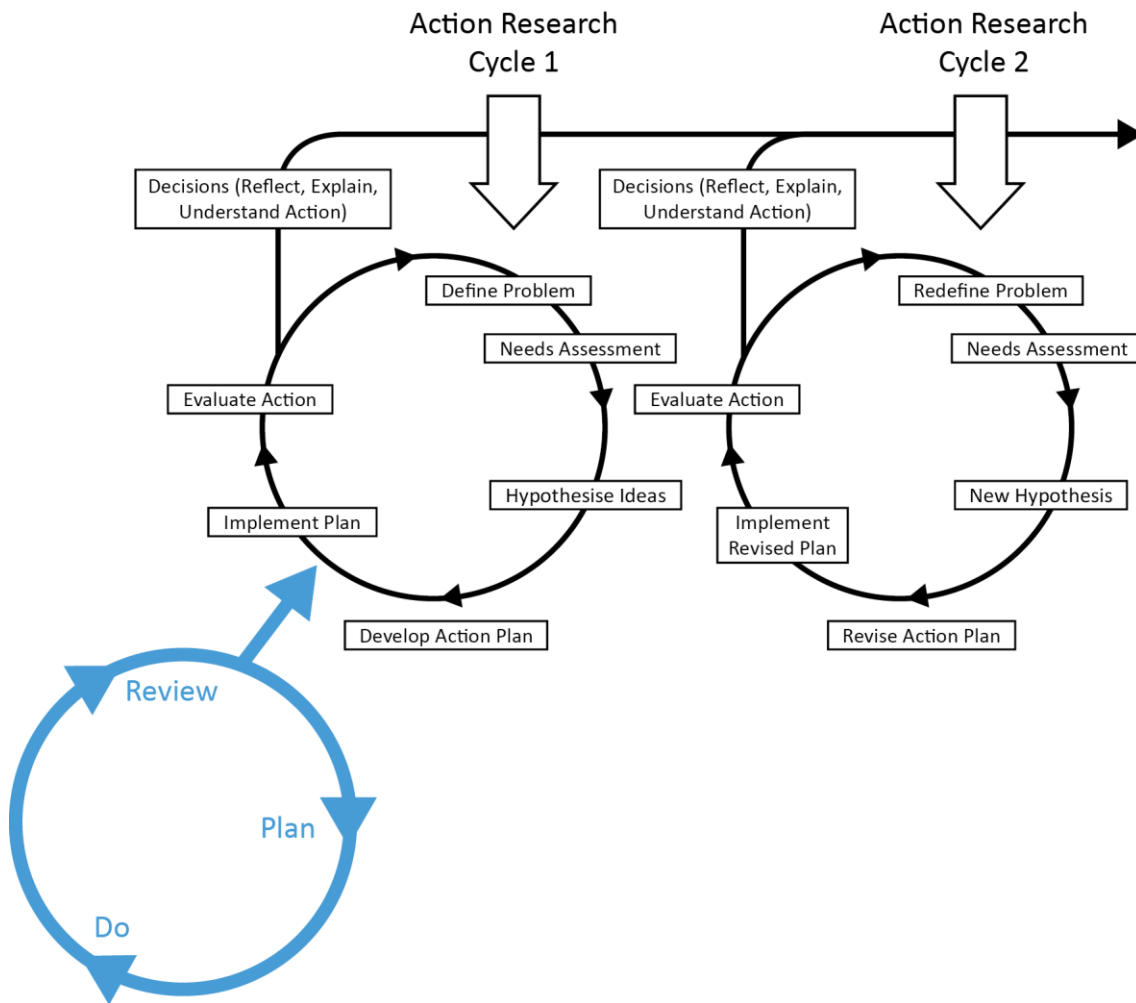 Action Research
Cycle 1
Action Research
Cycle 2
Decisions (Reflect, Explain,
Understand Action)
Define Problem
Needs Assessment
Hypothesise Ideas
Develop Action Plan
Implement Plan
Evaluate Action
Decisions (Reflect, Explain,
Understand Action)
Redefine Problem
Needs Assessment
New Hypothesis
Revise Action Plan
Implement
Revised Plan
Evaluate Action
Review
Plan
Do